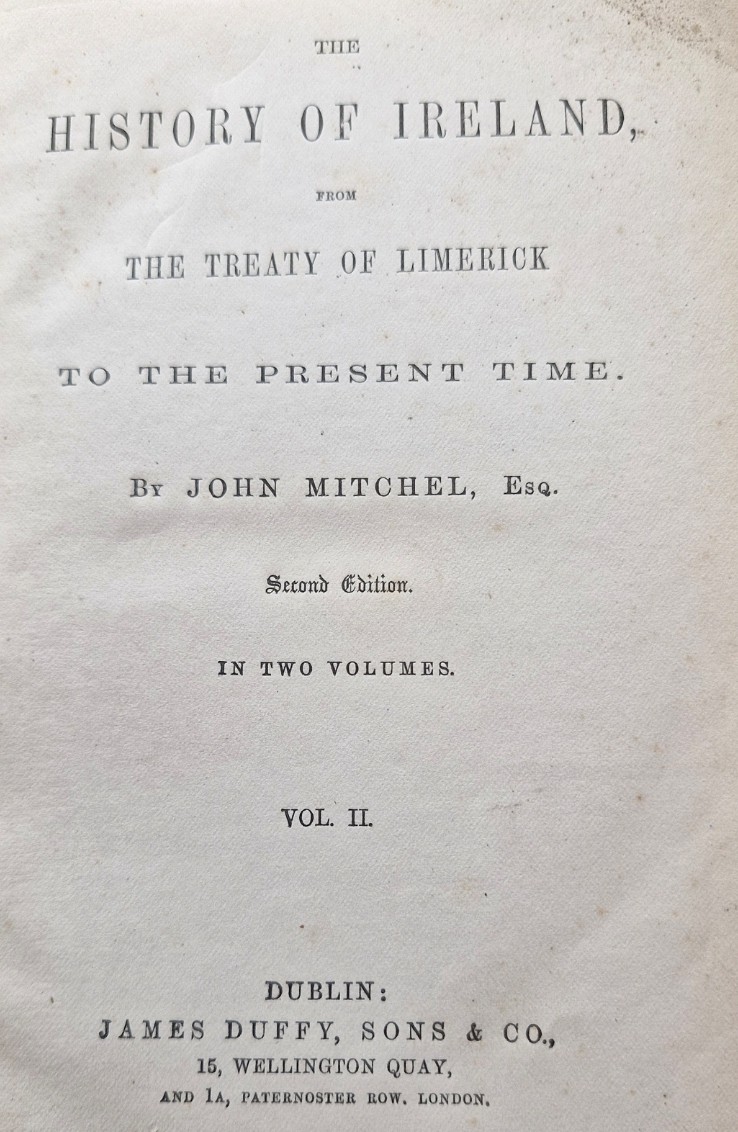 THE
HISTORY OF IRELAND,
FROM
THE TREATY OF LIMERICK
TO THE PRESENT TIME.
By JOHN MITCHEL, Esq.
Second Edition.
IN TWO VOLUMES.
VOL. II.
DUBLIN:
JAMES DUFFY, SONS & CO.,
15, WELLINGTON QUAY,
AND 1A, PATERNOSTER ROW. LONDON.